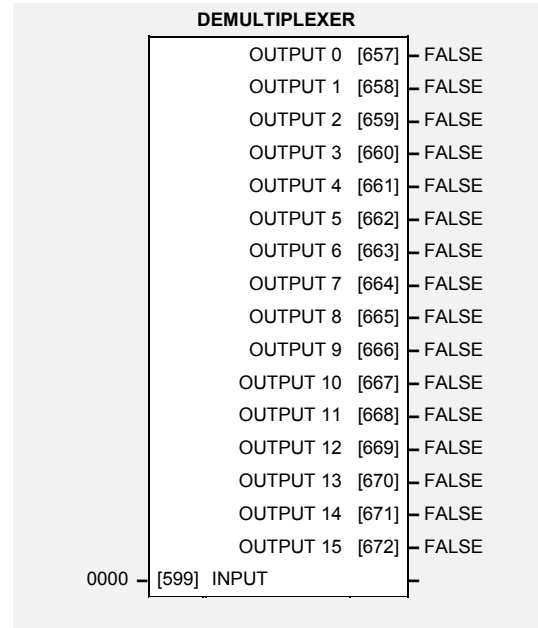 DEMULTIPLEXER
OUTPUT 0 [657] – FALSE
OUTPUT 1 [658] – FALSE
OUTPUT 2 [659] – FALSE
OUTPUT 3 [660] – FALSE
OUTPUT 4 [661] – FALSE
OUTPUT 5 [662] – FALSE
OUTPUT 6 [663] – FALSE
OUTPUT 7 [664] – FALSE
OUTPUT 8 [665] – FALSE
OUTPUT 9 [666] – FALSE
OUTPUT 10 [667] – FALSE
OUTPUT 11 [668] – FALSE
OUTPUT 12 [669] – FALSE
OUTPUT 13 [670] – FALSE
OUTPUT 14 [671] – FALSE
OUTPUT 15 [672] – FALSE
0000 – [599] INPUT –